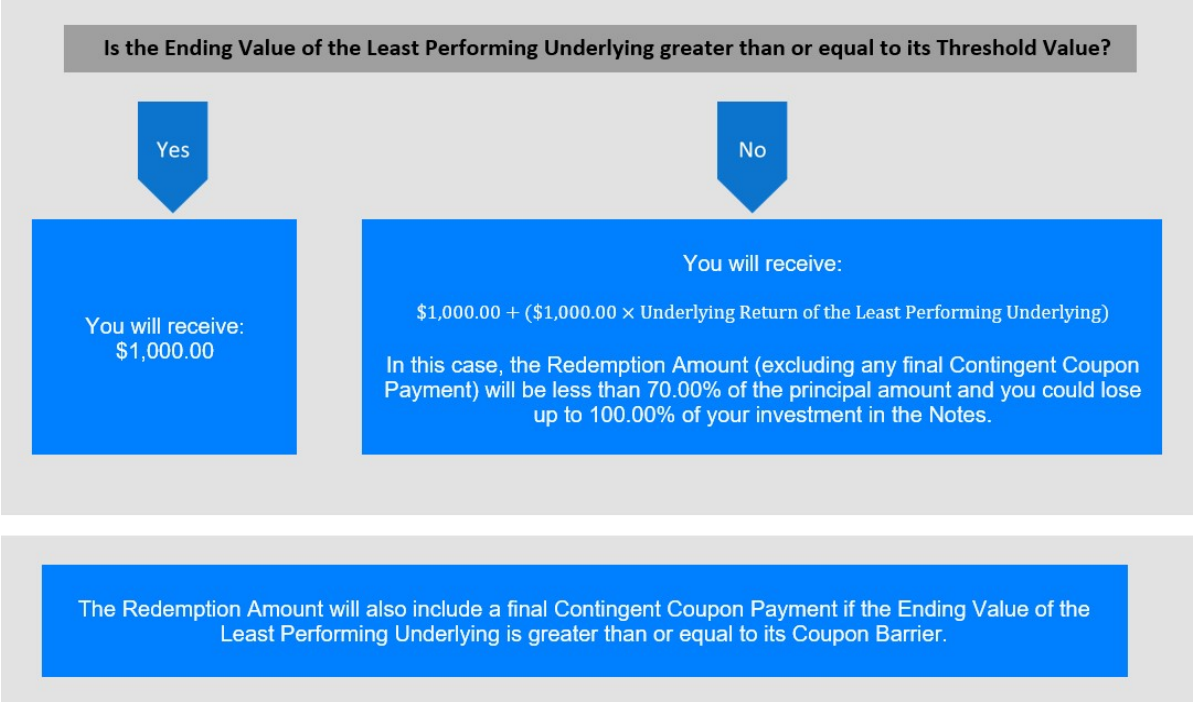 Is the Ending Value of the Least Performing Underlying greater than or equal to its Threshold Value?
Yes
No
You will receive:
$1,000.00
You will receive:
$1,000.00 + ($1,000.00 × Underlying Return of the Least Performing Underlying)
In this case, the Redemption Amount (excluding any final Contingent Coupon
Payment) will be less than 70.00% of the principal amount and you could lose
up to 100.00% of your investment in the Notes.
The Redemption Amount will also include a final Contingent Coupon Payment if the Ending Value of the
Least Performing Underlying is greater than or equal to its Coupon Barrier.